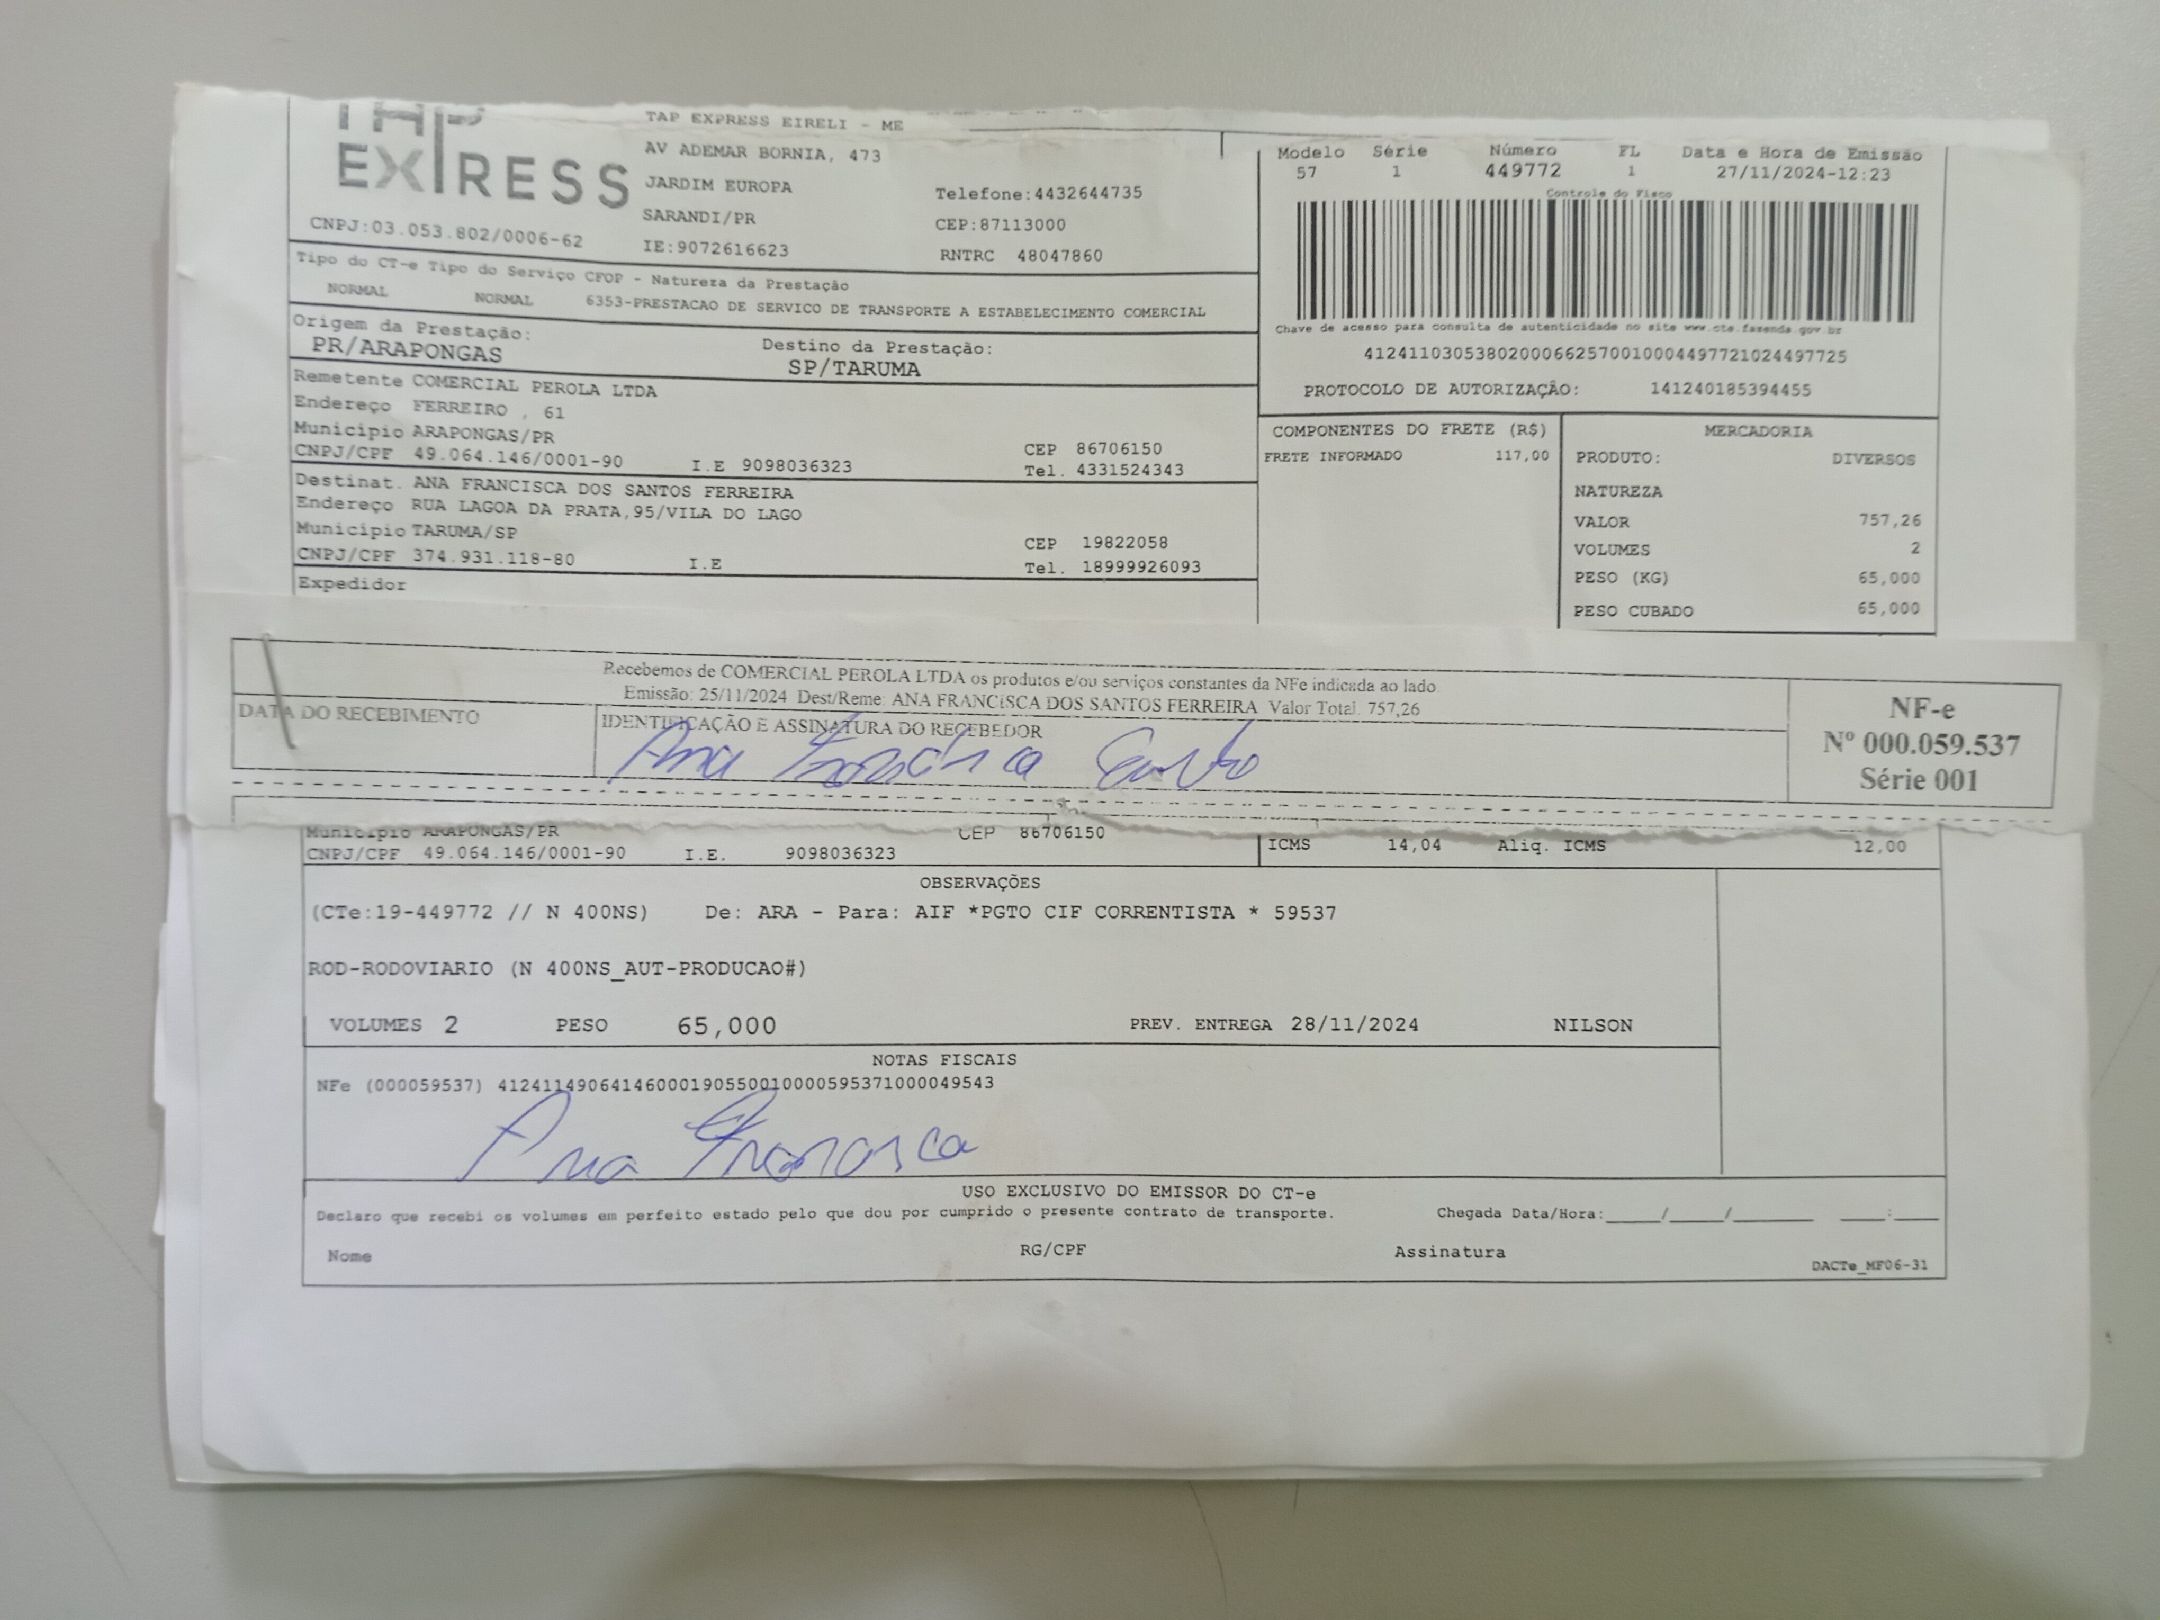 TAP
EXPRESS
TAP EXPRESS EIRELI - ME
AV ADEMAR BORNIA, 473
JARDIM EUROPA
SARANDI/PR
IE:9072616623
Telefone:4432644735
CEP:87113000
RNTRC 48047860
CNPJ:03.053.802/0006-62
Modelo Série Número FL Data e Hora de Emissão
57 1 449772 1 27/11/2024-12:23
Controle do Fisco
Chave de acesso para consulta de autenticidade no site www.cte.fazenda.gov.br
41241103053802000662570010004497721024497725
PROTOCOLO DE AUTORIZAÇÃO: 141240185394455
Tipo do CT-e Tipo do Serviço CFOP - Natureza da Prestação
NORMAL NORMAL 6353-PRESTACAO DE SERVICO DE TRANSPORTE A ESTABELECIMENTO COMERCIAL
Origem da Prestação: Destino da Prestação:
PR/ARAPONGAS SP/TARUMA
Remetente COMERCIAL PEROLA LTDA
Endereço FERREIRO , 61
Município ARAPONGAS/PR CEP 86706150
CNPJ/CPF 49.064.146/0001-90 I.E 9098036323 Tel. 4331524343
Destinat. ANA FRANCISCA DOS SANTOS FERREIRA
Endereço RUA LAGOA DA PRATA,95/VILA DO LAGO
Município TARUMA/SP CEP 19822058
CNPJ/CPF 374.931.118-80 I.E Tel. 18999926093
Expedidor
COMPONENTES DO FRETE (R$)
FRETE INFORMADO 117,00
MERCADORIA
PRODUTO: DIVERSOS
NATUREZA
VALOR 757,26
VOLUMES 2
PESO (KG) 65,000
PESO CUBADO 65,000
Recebemos de COMERCIAL PEROLA LTDA os produtos e/ou serviços constantes da NFe indicada ao lado
Emissão: 25/11/2024 Dest/Reme: ANA FRANCISCA DOS SANTOS FERREIRA Valor Total. 757,26
DATA DO RECEBIMENTO IDENTIFICAÇÃO E ASSINATURA DO RECEBEDOR
Ana Francisca
NF-e
Nº 000.059.537
Série 001
Município ARAPONGAS/PR CEP 86706150
CNPJ/CPF 49.064.146/0001-90 I.E. 9098036323
ICMS 14,04 Aliq. ICMS 12,00
OBSERVAÇÕES
(CTe:19-449772 // N 400NS) De: ARA - Para: AIF *PGTO CIF CORRENTISTA * 59537
ROD-RODOVIARIO (N 400NS_AUT-PRODUCAO#)
VOLUMES 2 PESO 65,000 PREV. ENTREGA 28/11/2024 NILSON
NOTAS FISCAIS
NFe (000059537) 41241149064146000190550010000595371000049543
Ana Francisca
USO EXCLUSIVO DO EMISSOR DO CT-e
Declaro que recebi os volumes em perfeito estado pelo que dou por cumprido o presente contrato de transporte. Chegada Data/Hora:____/____/______ ____:____
Nome RG/CPF Assinatura
DACTe_MF06-31